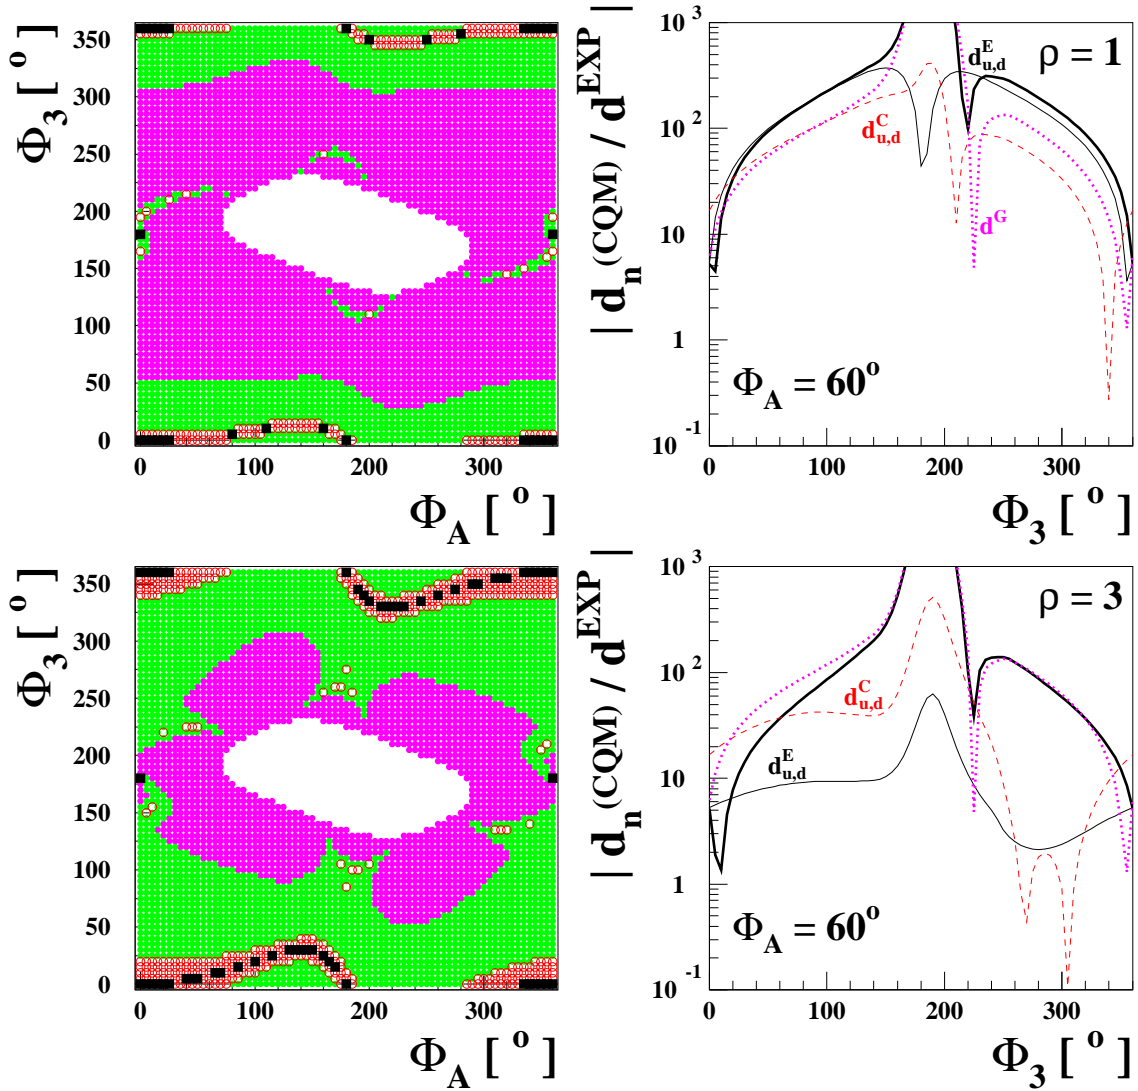 Φ3 [ o ]
350
300
250
200
150
100
50
0
0 100 200 300
ΦA [ o ]
| dn (CQM) / dEXP |
10 3
10 2
10
1
10 -1
dEu,d
ρ = 1
dCu,d
dG
ΦA = 60o
0 100 200 300
Φ3 [ o ]
Φ3 [ o ]
350
300
250
200
150
100
50
0
0 100 200 300
ΦA [ o ]
| dn (CQM) / dEXP |
10 3
10 2
10
1
10 -1
ρ = 3
dCu,d
dEu,d
ΦA = 60o
0 100 200 300
Φ3 [ o ]